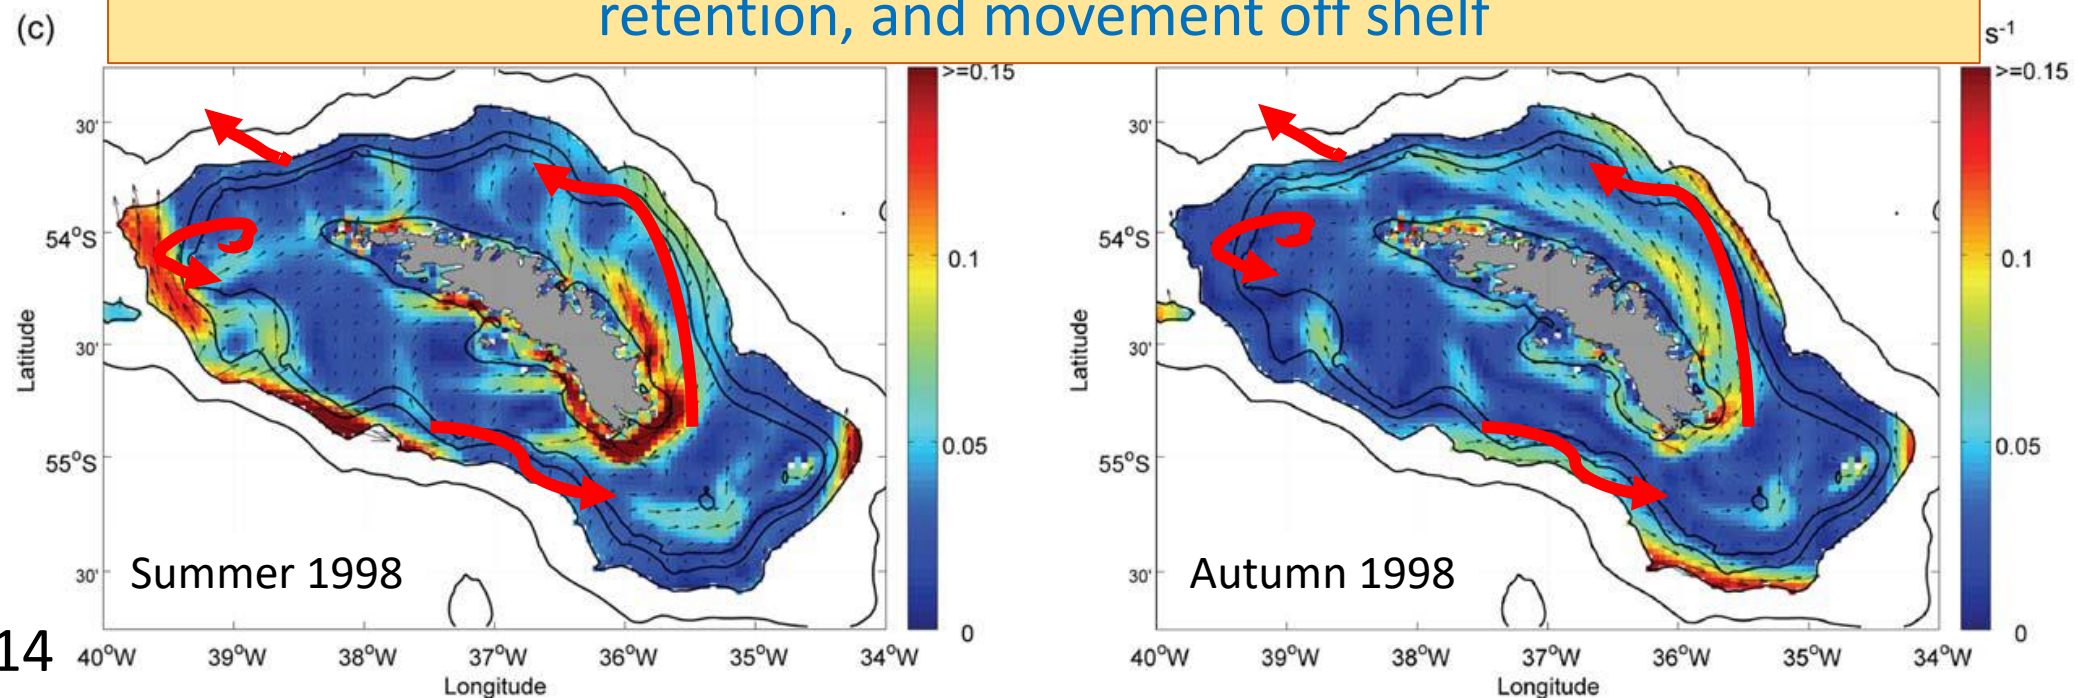 retention, and movement off shelf
(c)
s-1
>=0.15
0.1
0.05
0
30'
54°S
30'
55°S
30'
Latitude
Summer 1998
40°W 39°W 38°W 37°W 36°W 35°W 34°W
Longitude
>=0.15
0.1
0.05
0
30'
54°S
30'
55°S
30'
Latitude
Autumn 1998
40°W 39°W 38°W 37°W 36°W 35°W 34°W
Longitude
14